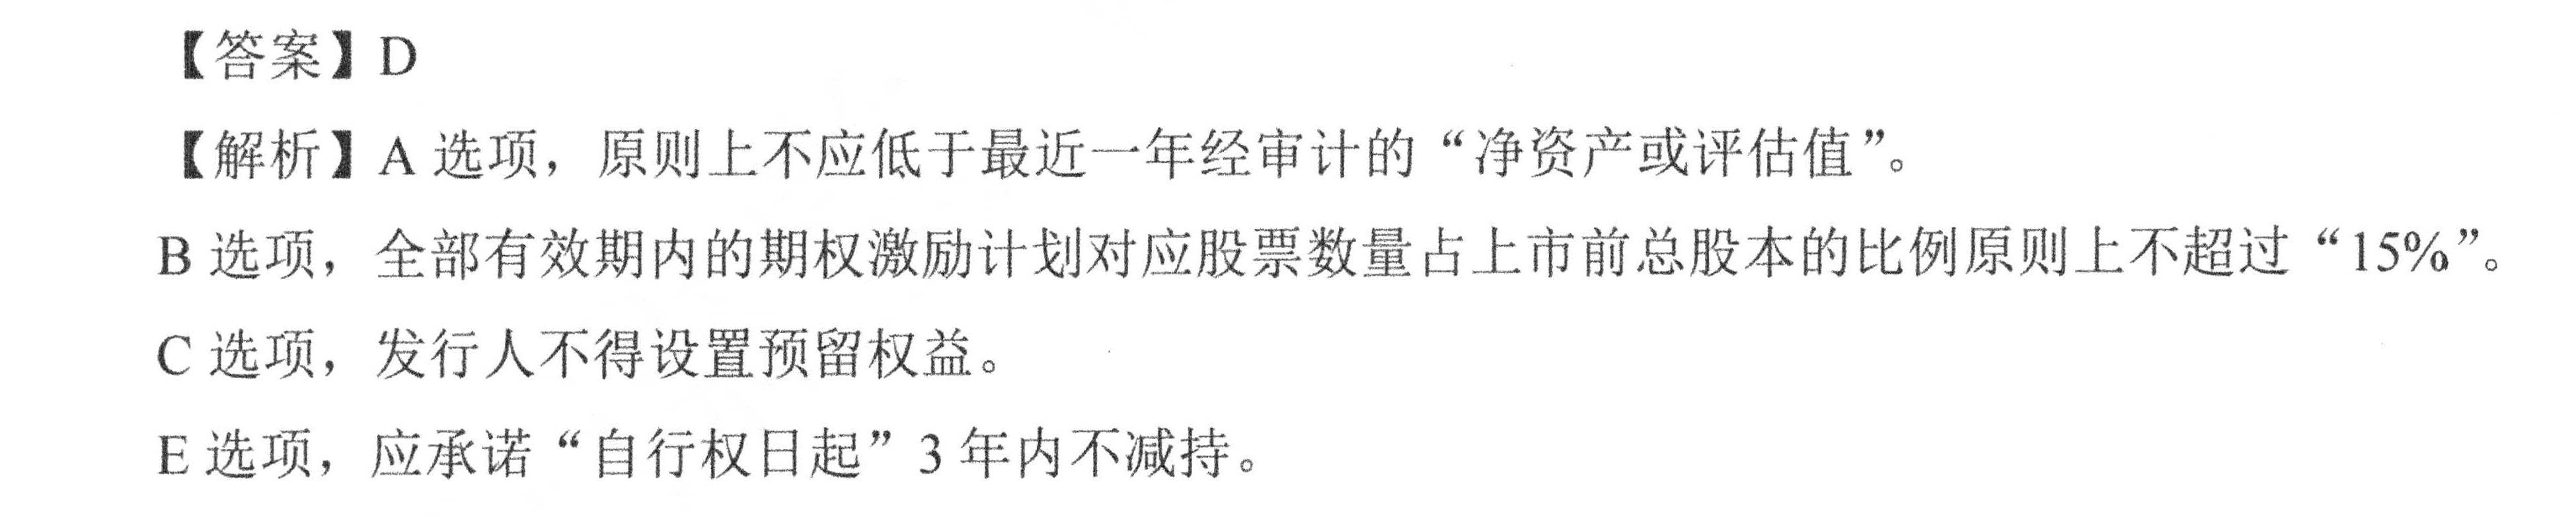 【答案】D
【解析】A 选项，原则上不应低于最近一年经审计的“净资产或评估值”。
B 选项，全部有效期内的期权激励计划对应股票数量占上市前总股本的比例原则上不超过“15%”。
C 选项，发行人不得设置预留权益。
E 选项，应承诺“自行权日起”3 年内不减持。